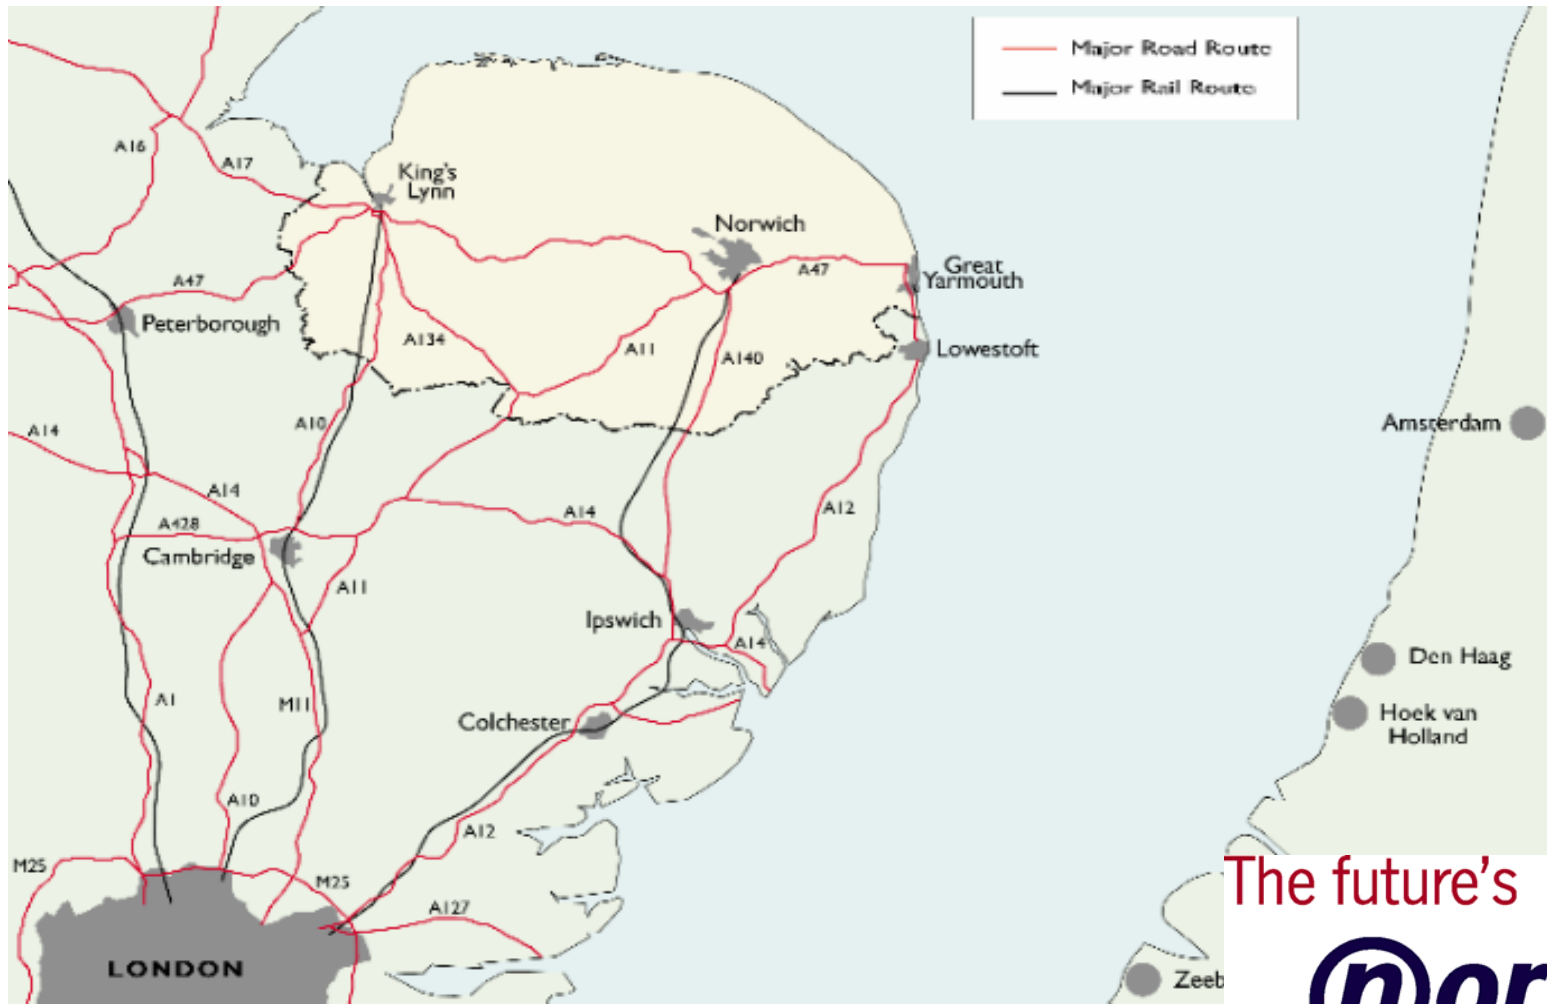 Major Road Route
Major Rail Route
A16
A17
King's
Lynn
Norwich
A47
Great
Yarmouth
A47
Peterborough
A134
A11
A140
Lowestoft
A10
A14
Amsterdam
A14
A428
A14
A12
Cambridge
A11
Ipswich
A14
Den Haag
A1
M11
Colchester
Hoek van
Holland
A10
A12
M25
M25
A127
The future's
LONDON
Zeeb
nor